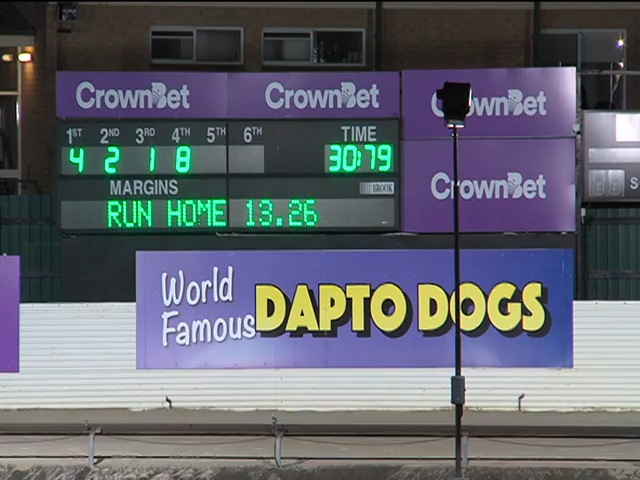 CrownBet CrownBet CrownBet
1ST 2ND 3RD 4TH 5TH 6TH TIME
4 2 1 8 30:79
MARGINS BROOK
RUN HOME 13.26
CrownBet
S
World Famous DAPTO DOGS